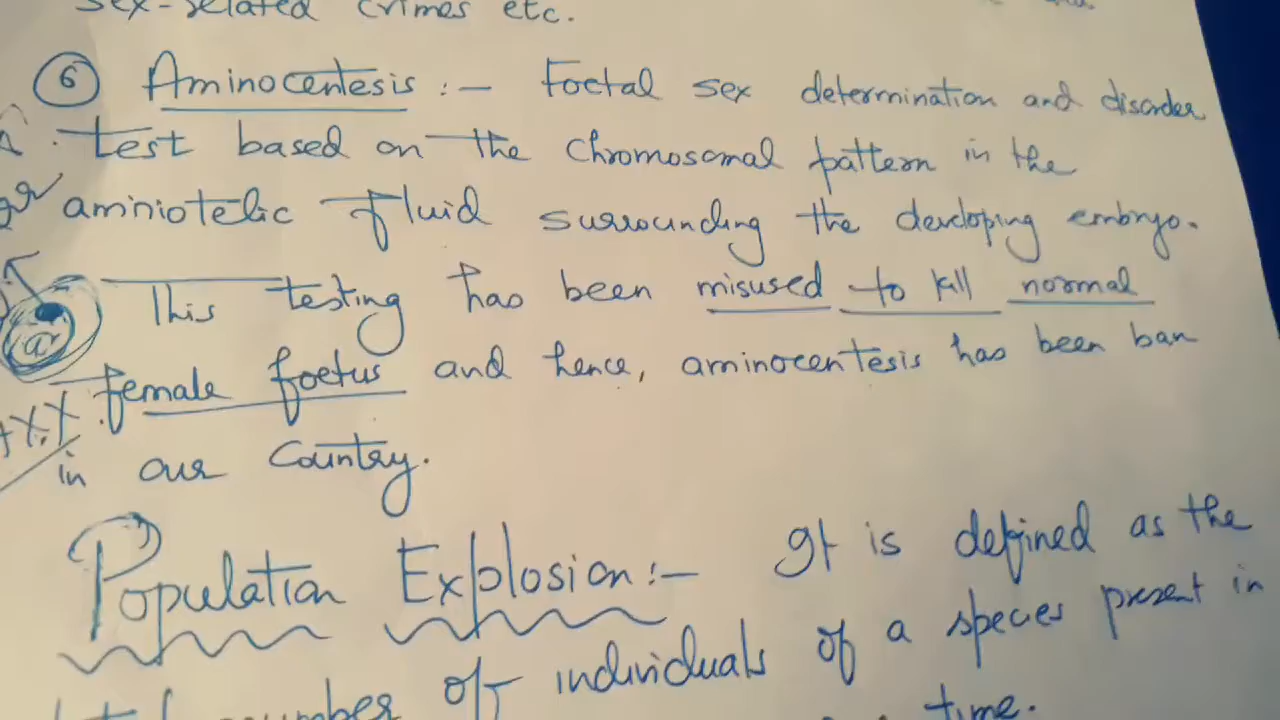 sex-related crimes etc.
6 Aminocentesis :- Foetal sex determination and disorder
test based on the chromosomal pattern in the
aminiotelic fluid surrounding the developing embryo.
This testing has been misused to kill normal
female foetus and hence, aminocentesis has been ban
in our country.
Population Explosion :- It is defined as the
number of individuals of a species present in
time.